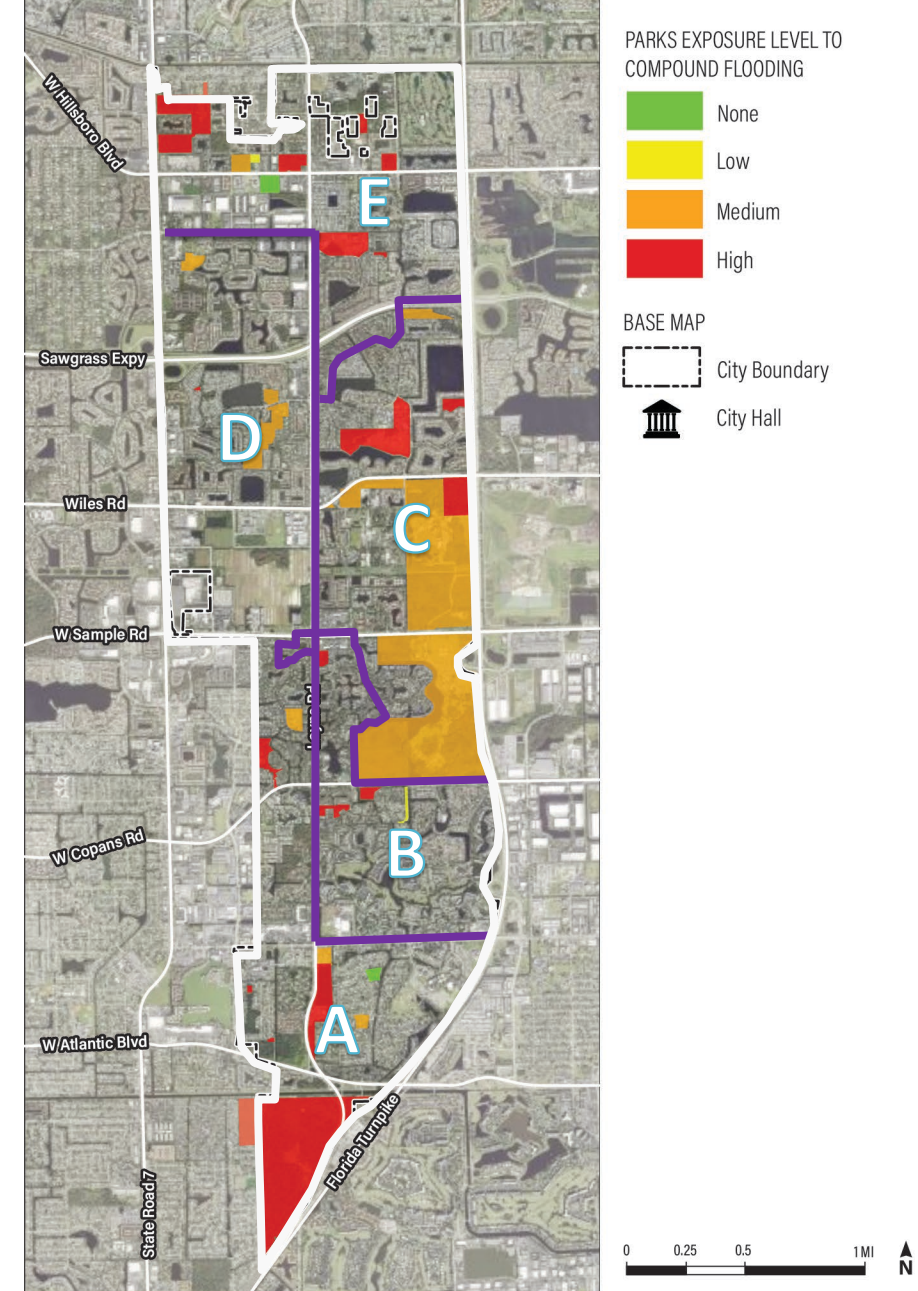 PARKS EXPOSURE LEVEL TO
COMPOUND FLOODING
None
Low
Medium
High
BASE MAP
City Boundary
City Hall
W Hillsboro Blvd
E
Sawgrass Expy
D
Wiles Rd
C
W Sample Rd
W Copans Rd
B
A
W Atlantic Blvd
Florida Turnpike
State Road 7
0 0.25 0.5 1 MI
N